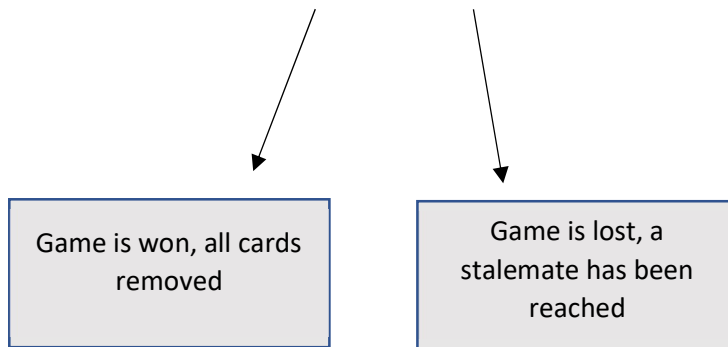 Game is won, all cards
removed
Game is lost, a
stalemate has been
reached